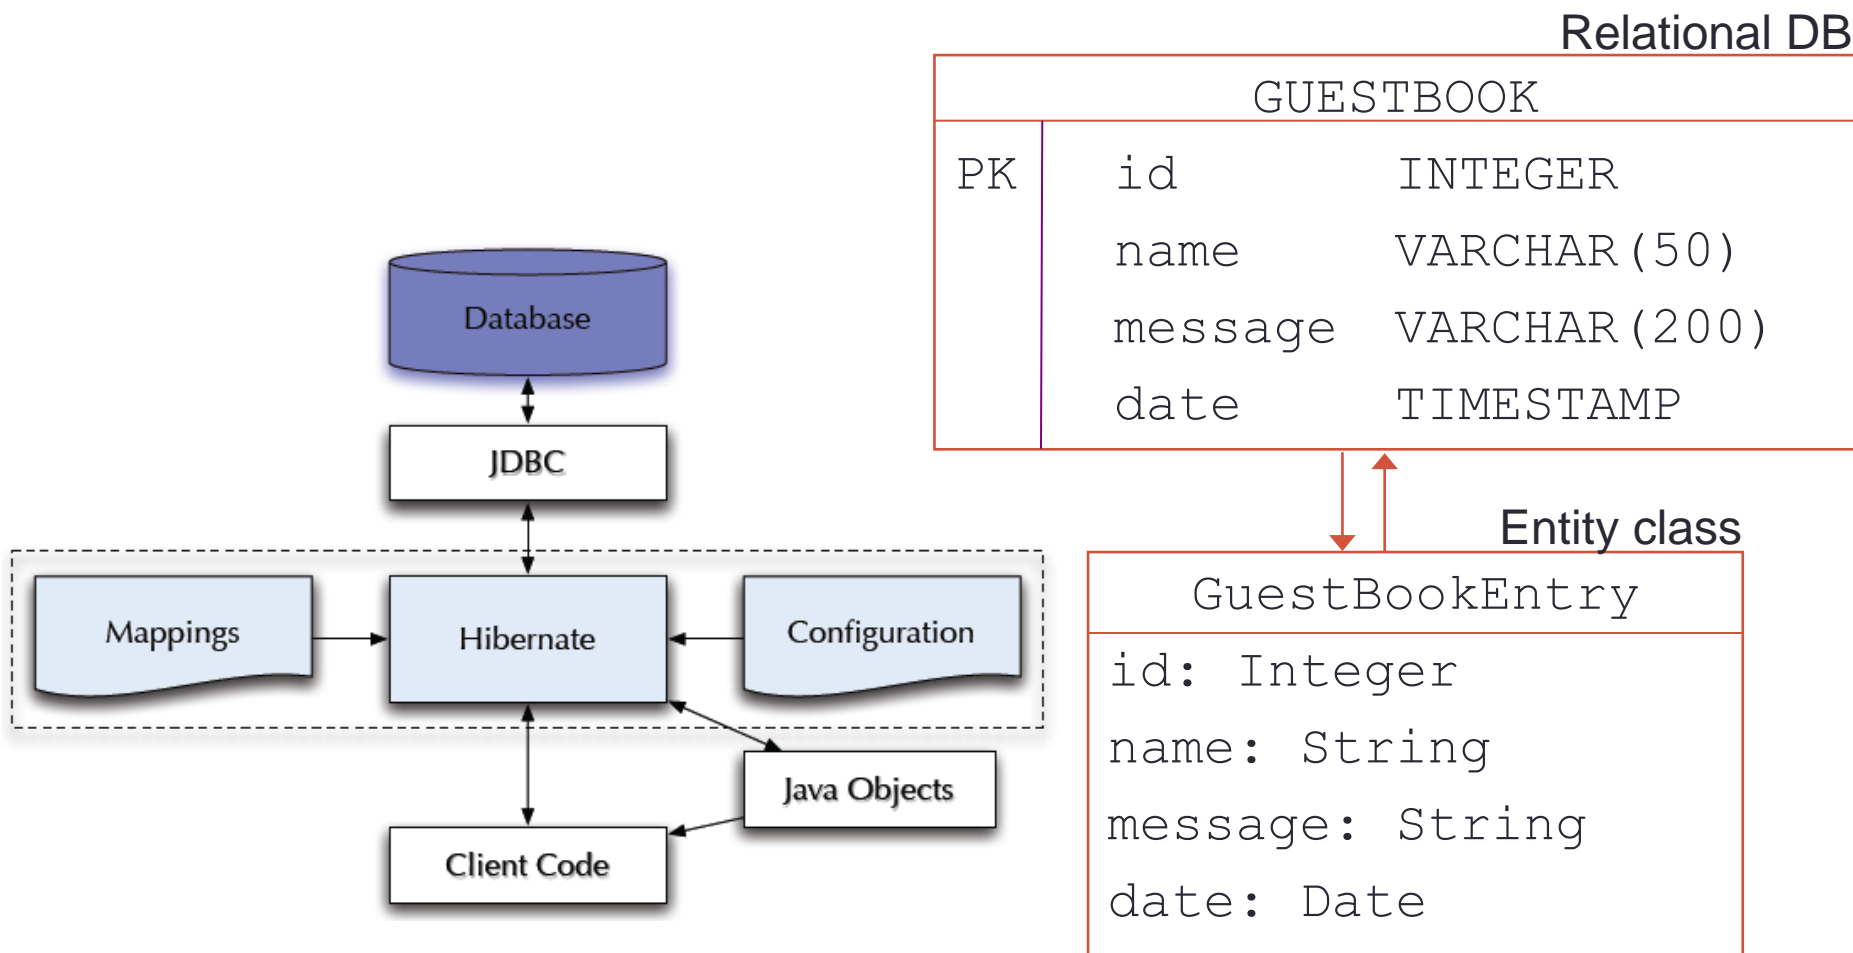 Relational DB
GUESTBOOK
PK id INTEGER
name VARCHAR(50)
message VARCHAR(200)
date TIMESTAMP
Entity class
GuestBookEntry
id: Integer
name: String
message: String
date: Date
Database
JDBC
Mappings
Hibernate
Configuration
Java Objects
Client Code